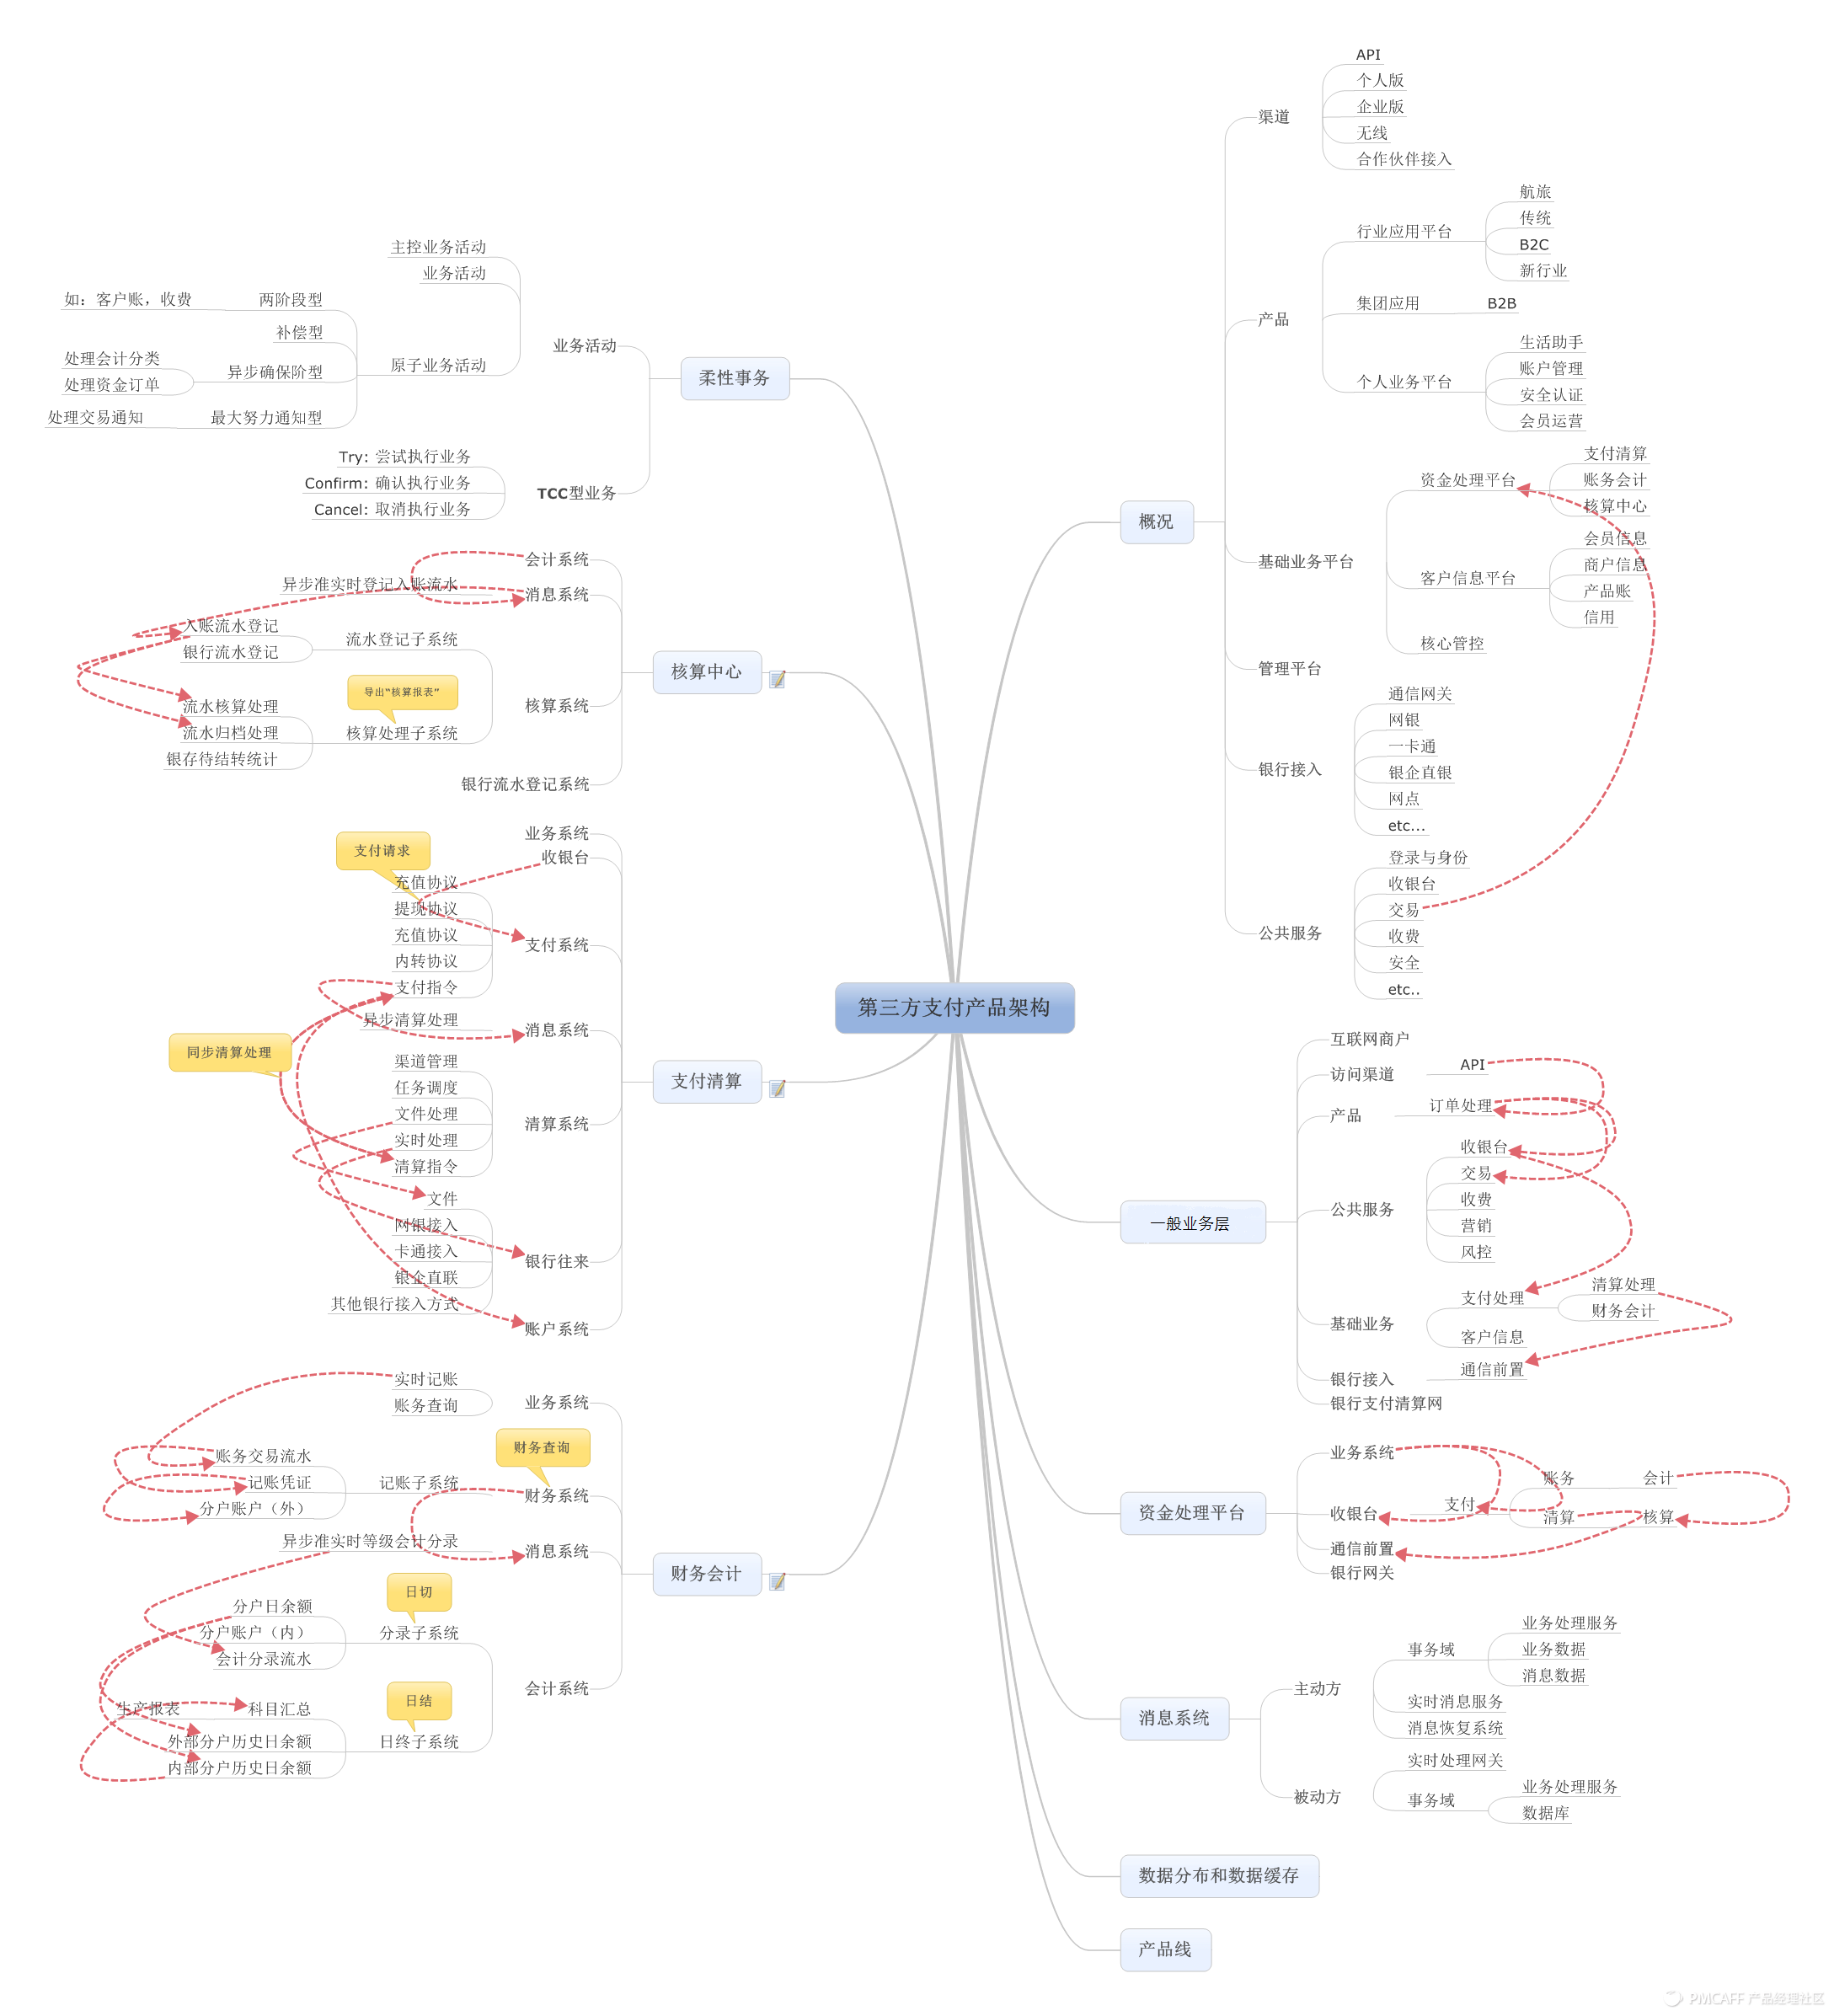 第三方支付产品架构
概况
渠道
API
个人版
企业版
无线
合作伙伴接入
产品
行业应用平台
航旅
传统
B2C
新行业
集团应用
B2B
个人业务平台
生活助手
账户管理
安全认证
会员运营
基础业务平台
资金处理平台
支付清算
账务会计
核算中心
客户信息平台
会员信息
商户信息
产品账
信用
核心管控
管理平台
银行接入
通信网关
网银
一卡通
银企直银
网点
etc...
公共服务
登录与身份
收银台
交易
收费
安全
etc..
一般业务层
互联网商户
访问渠道
API
产品
订单处理
公共服务
收银台
交易
收费
营销
风控
基础业务
支付处理
清算处理
财务会计
客户信息
银行接入
通信前置
银行支付清算网
资金处理平台
业务系统
收银台
支付
账务
会计
清算
核算
通信前置
银行网关
消息系统
主动方
事务域
业务处理服务
业务数据
消息数据
实时消息服务
消息恢复系统
被动方
实时处理网关
事务域
业务处理服务
数据库
数据分布和数据缓存
产品线
柔性事务
业务活动
主控业务活动
业务活动
原子业务活动
两阶段型
如：客户账，收费
补偿型
异步确保阶型
处理会计分类
处理资金订单
最大努力通知型
处理交易通知
TCC型业务
Try: 尝试执行业务
Confirm: 确认执行业务
Cancel: 取消执行业务
核算中心
会计系统
消息系统
异步准实时登记入账流水
核算系统
流水登记子系统
入账流水登记
银行流水登记
导出“核算报表”
核算处理子系统
流水核算处理
流水归档处理
银存待结转统计
银行流水登记系统
支付清算
业务系统
收银台
支付请求
支付系统
充值协议
提现协议
充值协议
内转协议
支付指令
消息系统
异步清算处理
同步清算处理
清算系统
渠道管理
任务调度
文件处理
实时处理
清算指令
银行往来
文件
网银接入
卡通接入
银企直联
其他银行接入方式
账户系统
财务会计
业务系统
实时记账
账务查询
财务查询
财务系统
记账子系统
账务交易流水
记账凭证
分户账户（外）
消息系统
异步准实时等级会计分录
会计系统
日切
分录子系统
分户日余额
分户账户（内）
会计分录流水
日结
日终子系统
科目汇总
生产报表
外部分户历史日余额
内部分户历史日余额
PMCAFF 产品经理社区